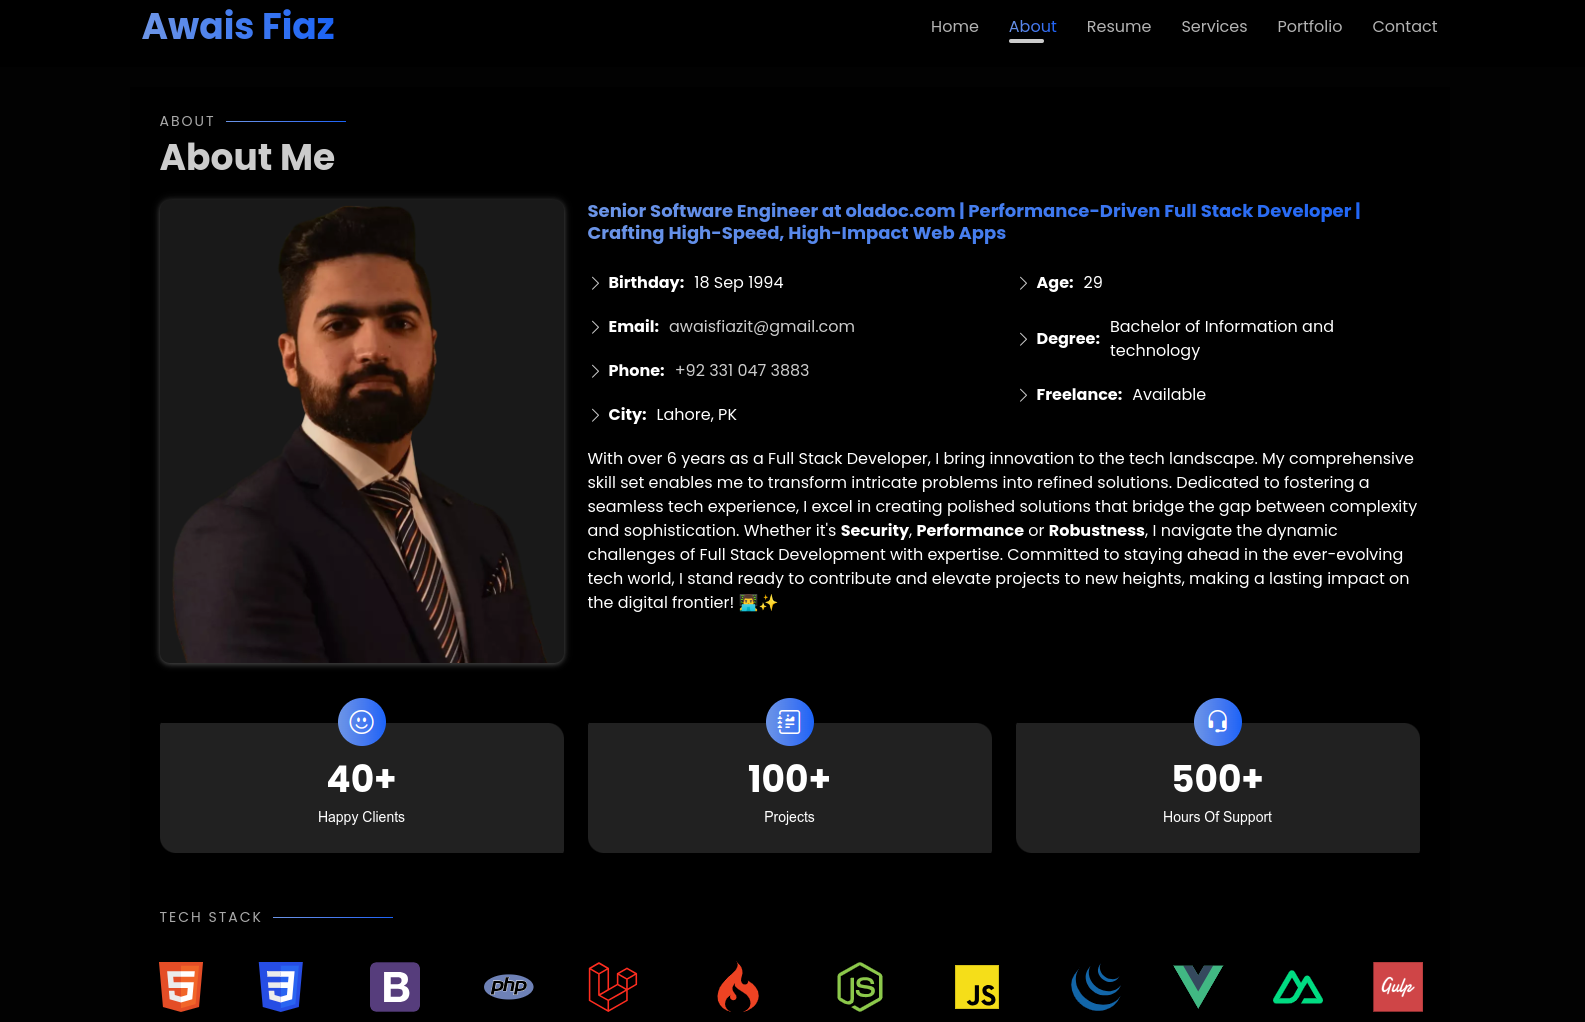 Awais Fiaz
Home About Resume Services Portfolio Contact
ABOUT
About Me
Senior Software Engineer at oladoc.com | Performance-Driven Full Stack Developer |
Crafting High-Speed, High-Impact Web Apps
Birthday: 18 Sep 1994
Email: awaisfiazit@gmail.com
Phone: +92 331 047 3883
City: Lahore, PK
Age: 29
Degree: Bachelor of Information and
technology
Freelance: Available
With over 6 years as a Full Stack Developer, I bring innovation to the tech landscape. My comprehensive
skill set enables me to transform intricate problems into refined solutions. Dedicated to fostering a
seamless tech experience, I excel in creating polished solutions that bridge the gap between complexity
and sophistication. Whether it's Security, Performance or Robustness, I navigate the dynamic
challenges of Full Stack Development with expertise. Committed to staying ahead in the ever-evolving
tech world, I stand ready to contribute and elevate projects to new heights, making a lasting impact on
the digital frontier! 👨‍💻✨
40+
Happy Clients
100+
Projects
500+
Hours Of Support
TECH STACK
5 3 B php JS JS Gulp